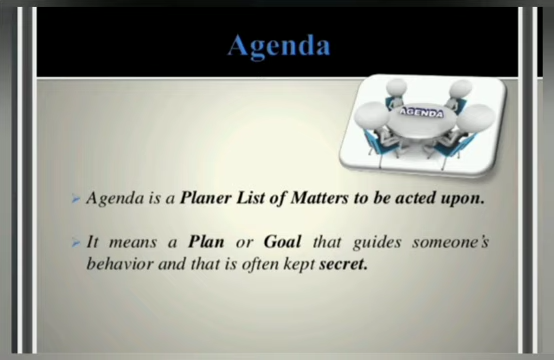 Agenda
AGENDA
Agenda is a Planer List of Matters to be acted upon.
It means a Plan or Goal that guides someone's
behavior and that is often kept secret.